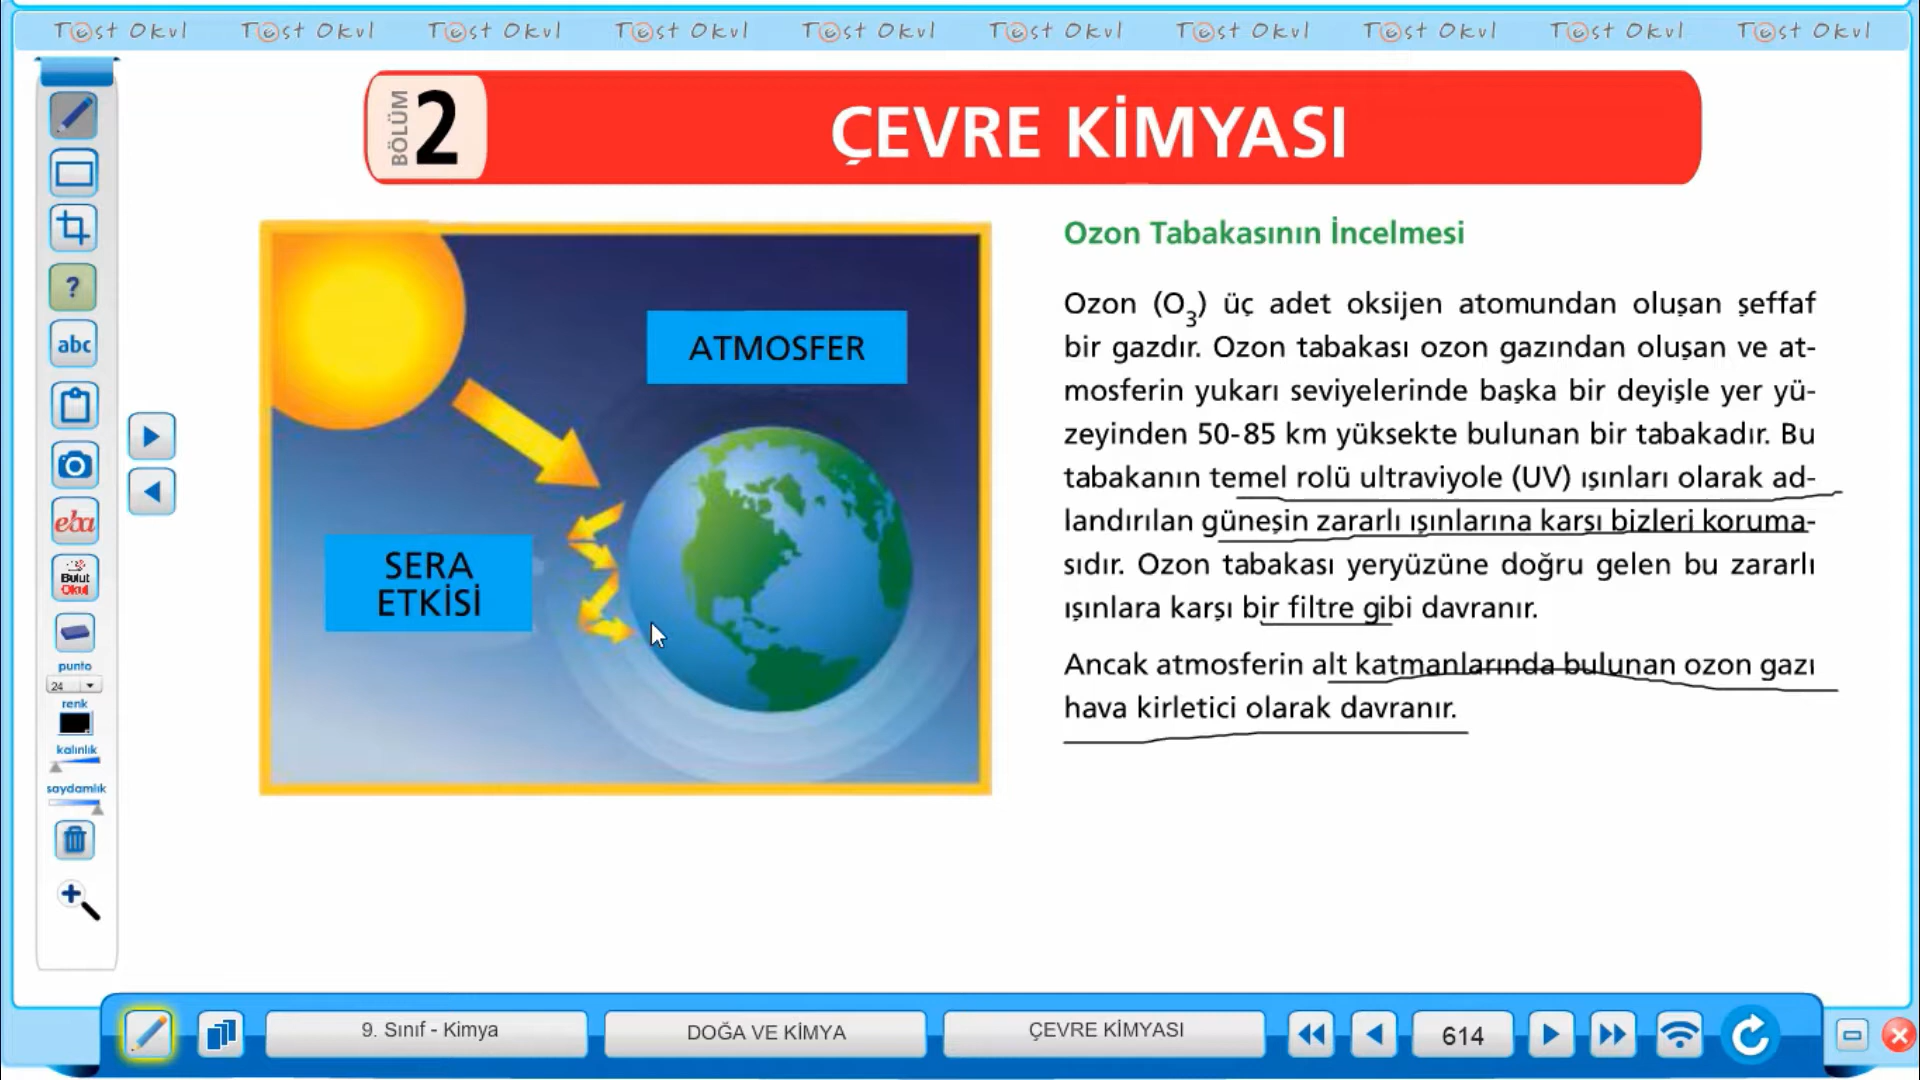 Test Okul Test Okul Test Okul Test Okul Test Okul Test Okul Test Okul Test Okul Test Okul Test Okul
BÖLÜM
2
ÇEVRE KİMYASI
ATMOSFER
SERA
ETKİSİ
Ozon Tabakasının İncelmesi
Ozon (O₃) üç adet oksijen atomundan oluşan şeffaf
bir gazdır. Ozon tabakası ozon gazından oluşan ve at-
mosferin yukarı seviyelerinde başka bir deyişle yer yü-
zeyinden 50-85 km yüksekte bulunan bir tabakadır. Bu
tabakanın temel rolü ultraviyole (UV) ışınları olarak ad-
landırılan güneşin zararlı ışınlarına karşı bizleri koruma-
sıdır. Ozon tabakası yeryüzüne doğru gelen bu zararlı
ışınlara karşı bir filtre gibi davranır.
Ancak atmosferin alt katmanlarında bulunan ozon gazı
hava kirletici olarak davranır.
?
abc
eba
Bulut
Okul
punto
24
renk
kalınlık
saydamlık
9. Sınıf - Kimya
DOĞA VE KİMYA
ÇEVRE KİMYASI
614